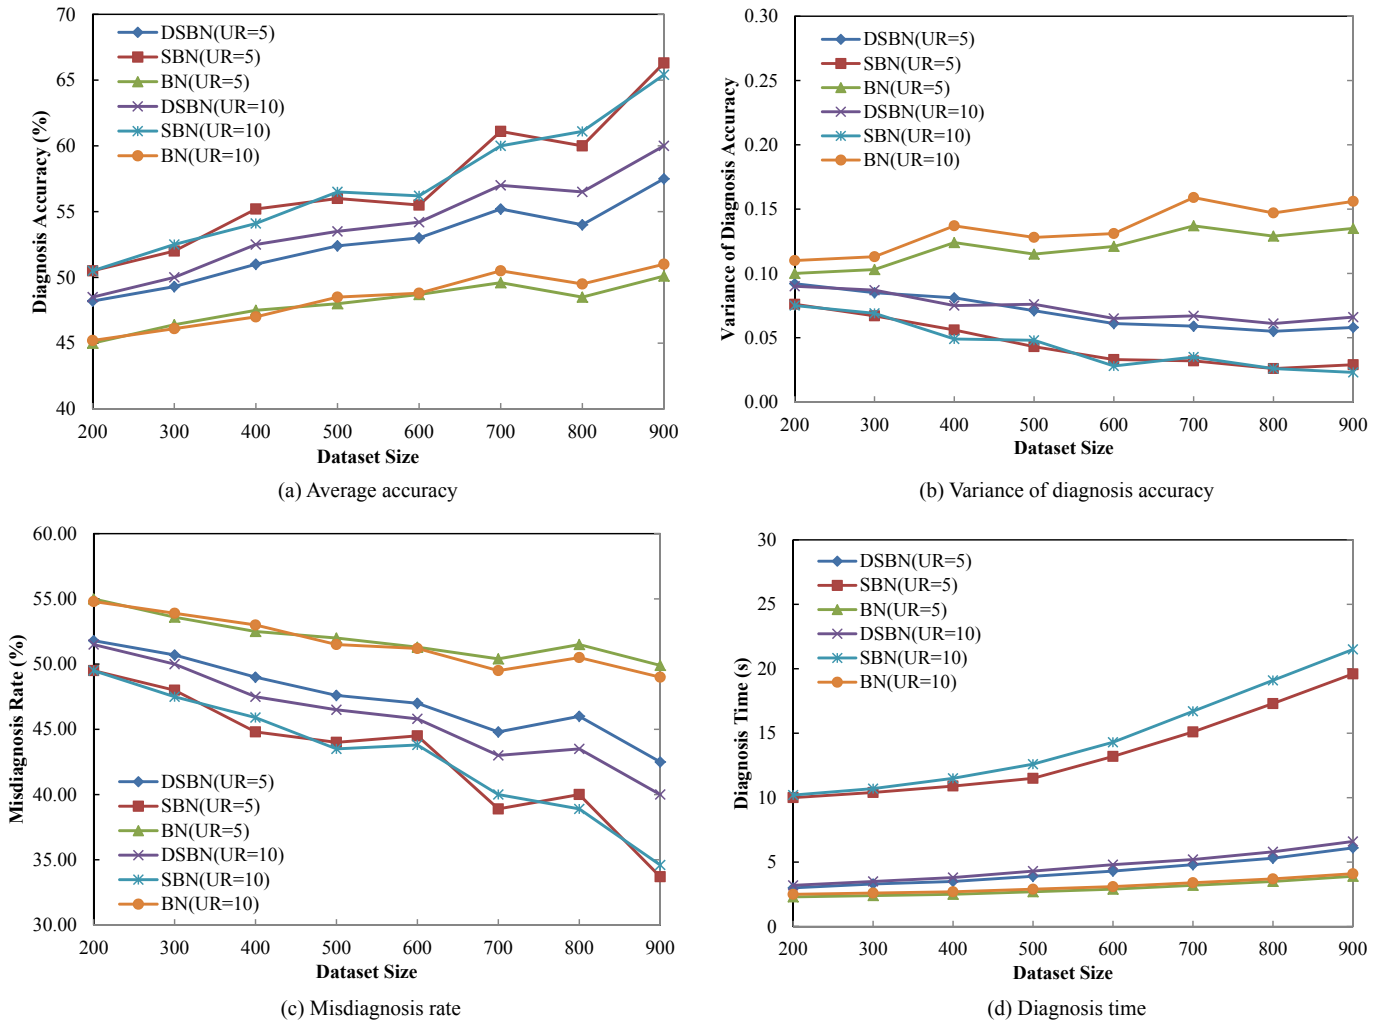 70
65
60
55
50
45
40
Diagnosis Accuracy (%)
DSBN(UR=5)
SBN(UR=5)
BN(UR=5)
DSBN(UR=10)
SBN(UR=10)
BN(UR=10)
200 300 400 500 600 700 800 900
Dataset Size
(a) Average accuracy
0.30
0.25
0.20
0.15
0.10
0.05
0.00
Variance of Diagnosis Accuracy
DSBN(UR=5)
SBN(UR=5)
BN(UR=5)
DSBN(UR=10)
SBN(UR=10)
BN(UR=10)
200 300 400 500 600 700 800 900
Dataset Size
(b) Variance of diagnosis accuracy
60.00
55.00
50.00
45.00
40.00
35.00
30.00
Misdiagnosis Rate (%)
DSBN(UR=5)
SBN(UR=5)
BN(UR=5)
DSBN(UR=10)
SBN(UR=10)
BN(UR=10)
200 300 400 500 600 700 800 900
Dataset Size
(c) Misdiagnosis rate
30
25
20
15
10
5
0
Diagnosis Time (s)
DSBN(UR=5)
SBN(UR=5)
BN(UR=5)
DSBN(UR=10)
SBN(UR=10)
BN(UR=10)
200 300 400 500 600 700 800 900
Dataset Size
(d) Diagnosis time